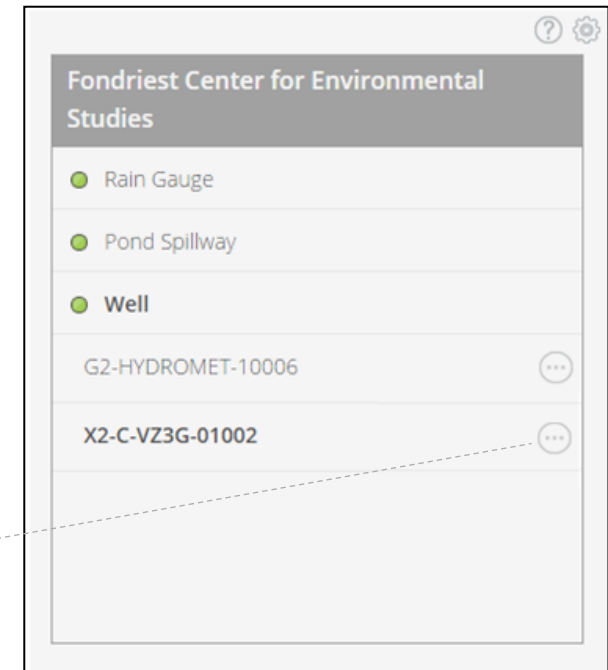 Fondriest Center for Environmental
Studies
Rain Gauge
Pond Spillway
Well
G2-HYDROMET-10006
X2-C-VZ3G-01002